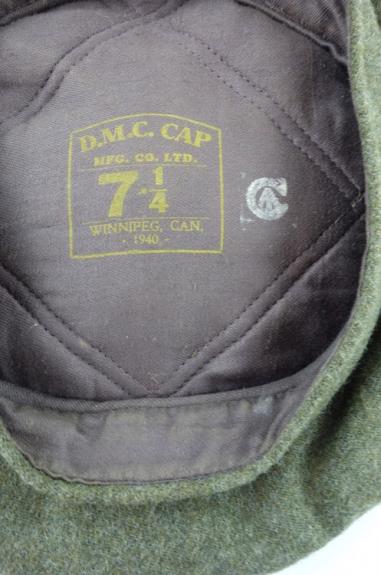 D.M.C. CAP
MFG. CO. LTD.
7 1/4
WINNIPEG, CAN.
· 1940 ·
C